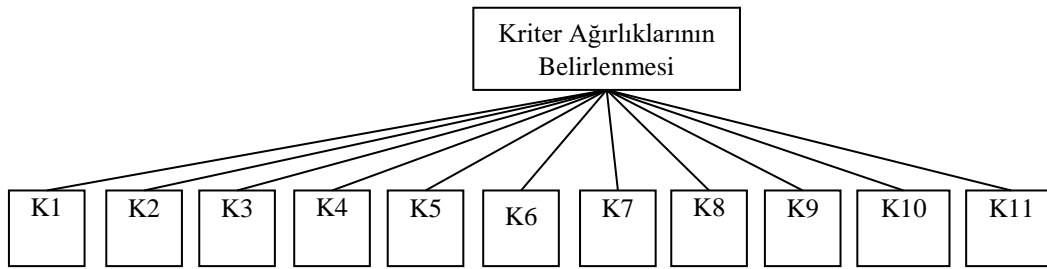 Kriter Ağırlıklarının
Belirlenmesi
K1 K2 K3 K4 K5 K6 K7 K8 K9 K10 K11